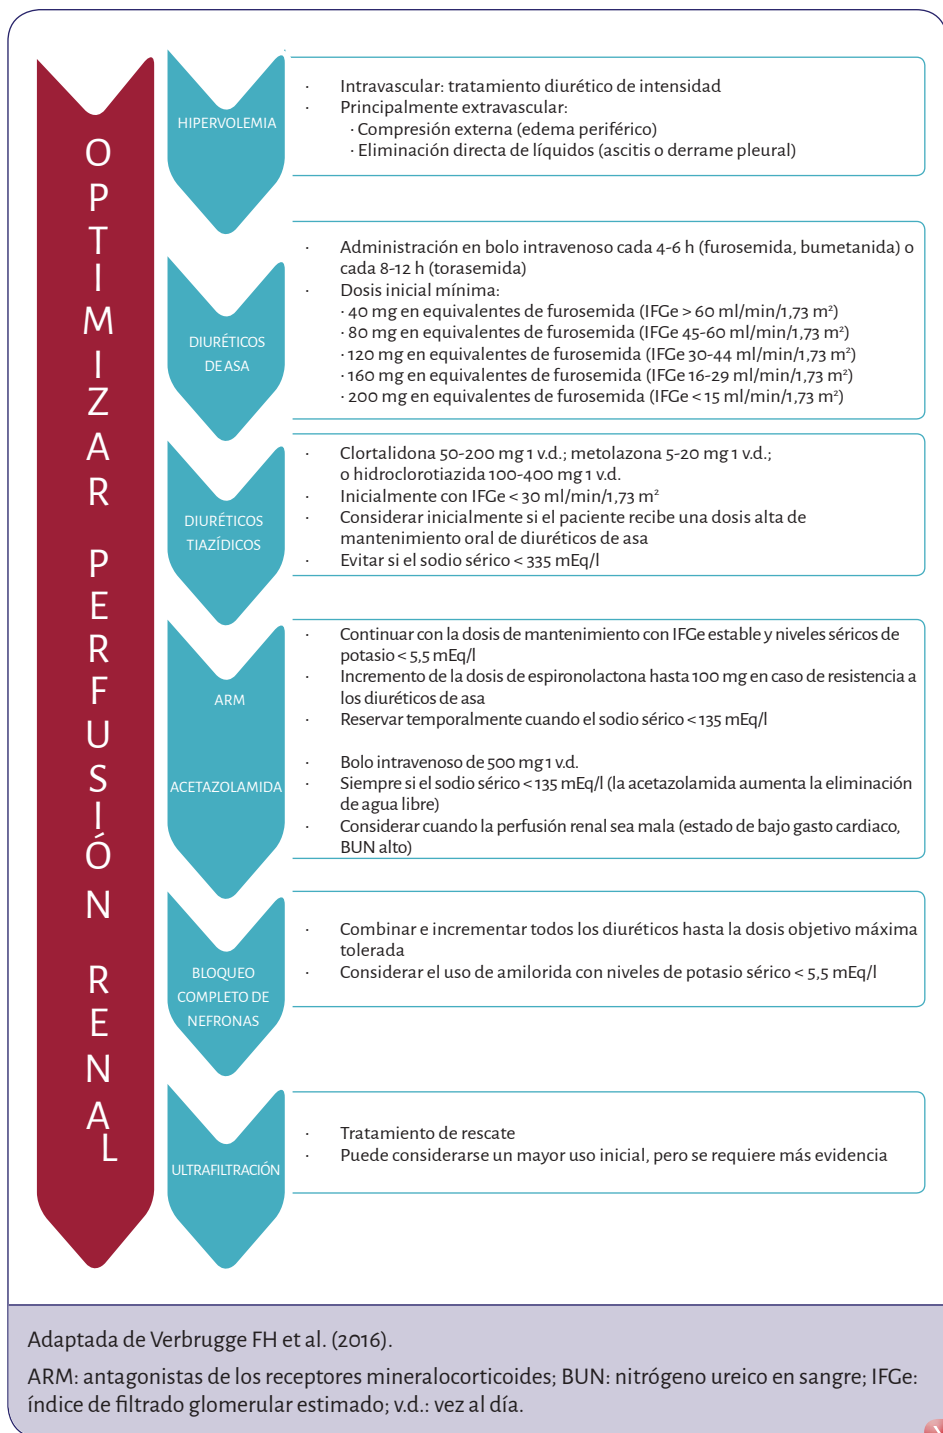 OPTIMIZAR PERFUSIÓN RENAL
HIPERVOLEMIA
· Intravascular: tratamiento diurético de intensidad
· Principalmente extravascular:
· Compresión externa (edema periférico)
· Eliminación directa de líquidos (ascitis o derrame pleural)
DIURÉTICOS
DE ASA
· Administración en bolo intravenoso cada 4-6 h (furosemida, bumetanida) o
cada 8-12 h (torasemida)
· Dosis inicial mínima:
· 40 mg en equivalentes de furosemida (IFGe > 60 ml/min/1,73 m²)
· 80 mg en equivalentes de furosemida (IFGe 45-60 ml/min/1,73 m²)
· 120 mg en equivalentes de furosemida (IFGe 30-44 ml/min/1,73 m²)
· 160 mg en equivalentes de furosemida (IFGe 16-29 ml/min/1,73 m²)
· 200 mg en equivalentes de furosemida (IFGe < 15 ml/min/1,73 m²)
DIURÉTICOS
TIAZÍDICOS
· Clortalidona 50-200 mg 1 v.d.; metolazona 5-20 mg 1 v.d.;
o hidroclorotiazida 100-400 mg 1 v.d.
· Inicialmente con IFGe < 30 ml/min/1,73 m²
· Considerar inicialmente si el paciente recibe una dosis alta de
mantenimiento oral de diuréticos de asa
· Evitar si el sodio sérico < 335 mEq/l
ARM
· Continuar con la dosis de mantenimiento con IFGe estable y niveles séricos de
potasio < 5,5 mEq/l
· Incremento de la dosis de espironolactona hasta 100 mg en caso de resistencia a
los diuréticos de asa
· Reservar temporalmente cuando el sodio sérico < 135 mEq/l
ACETAZOLAMIDA
Bolo intravenoso de 500 mg 1 v.d.
· Siempre si el sodio sérico < 135 mEq/l (la acetazolamida aumenta la eliminación
de agua libre)
· Considerar cuando la perfusión renal sea mala (estado de bajo gasto cardiaco,
BUN alto)
BLOQUEO
COMPLETO DE
NEFRONAS
· Combinar e incrementar todos los diuréticos hasta la dosis objetivo máxima
tolerada
· Considerar el uso de amilorida con niveles de potasio sérico < 5,5 mEq/l
ULTRAFILTRACIÓN
· Tratamiento de rescate
· Puede considerarse un mayor uso inicial, pero se requiere más evidencia
Adaptada de Verbrugge FH et al. (2016).
ARM: antagonistas de los receptores mineralocorticoides; BUN: nitrógeno ureico en sangre; IFGe:
índice de filtrado glomerular estimado; v.d.: vez al día.